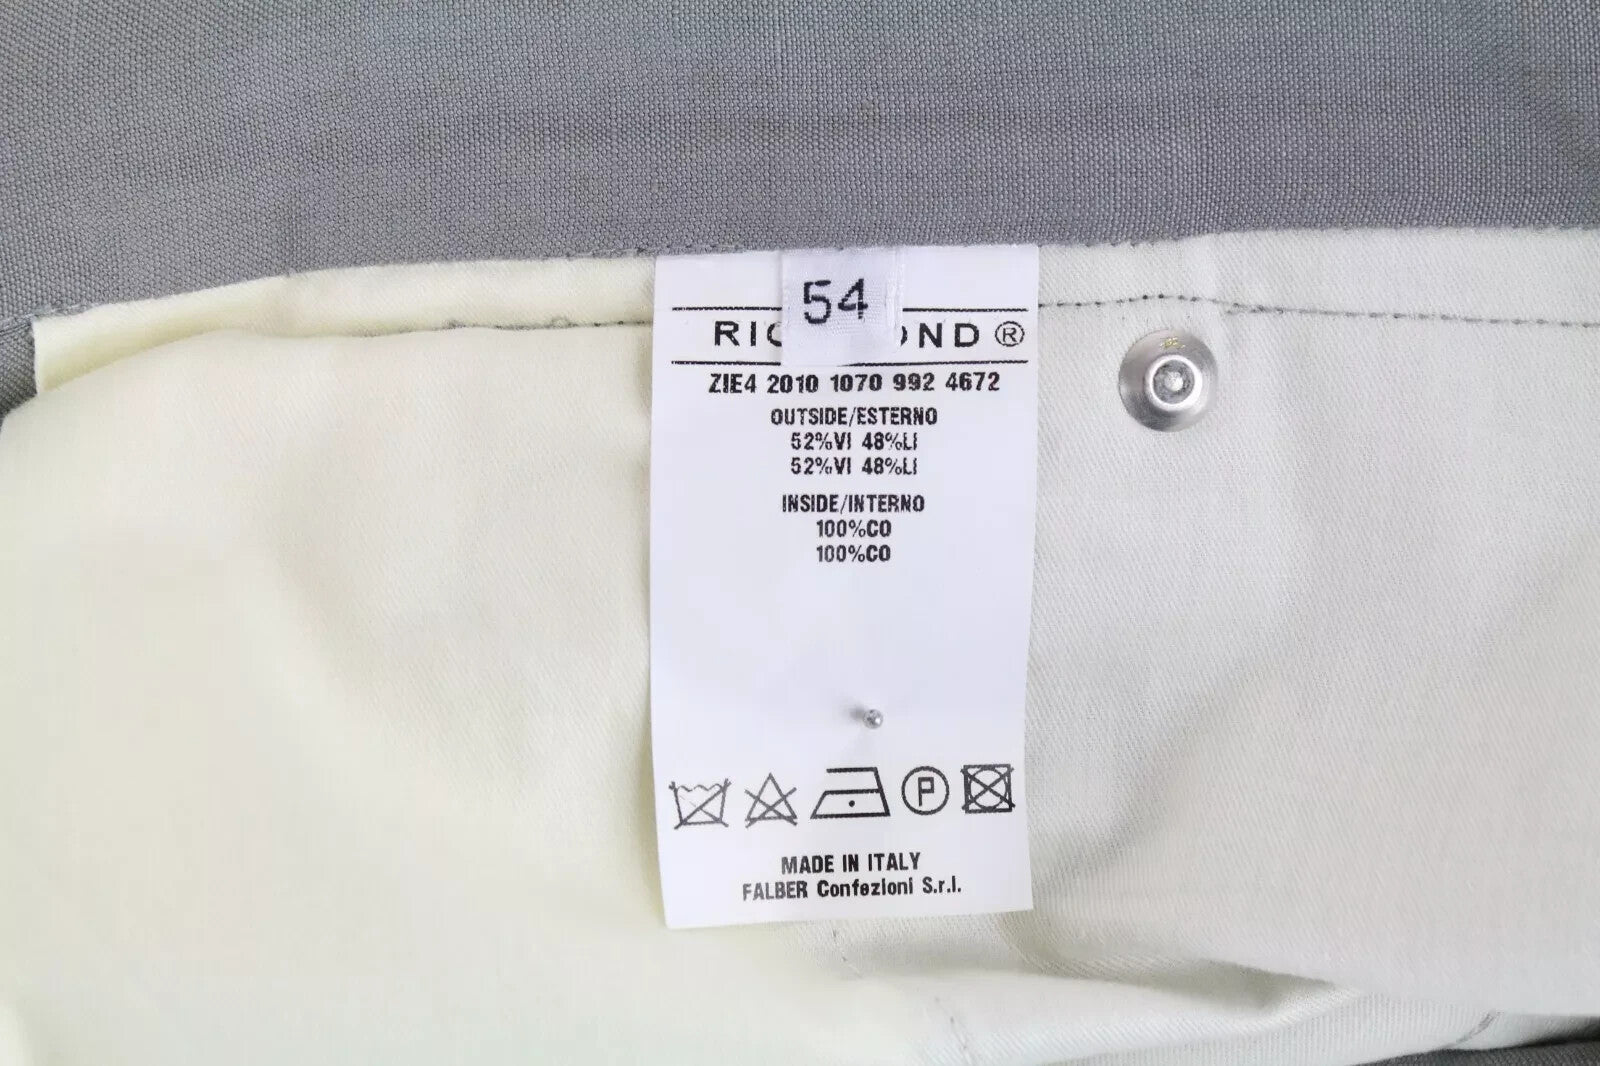 54
RIC OND®
ZIE4 2010 1070 992 4672
OUTSIDE/ESTERNO
52%VI 48%LI
52%VI 48%LI
INSIDE/INTERNO
100%CO
100%CO
P
MADE IN ITALY
FALBER Confezioni S.r.l.